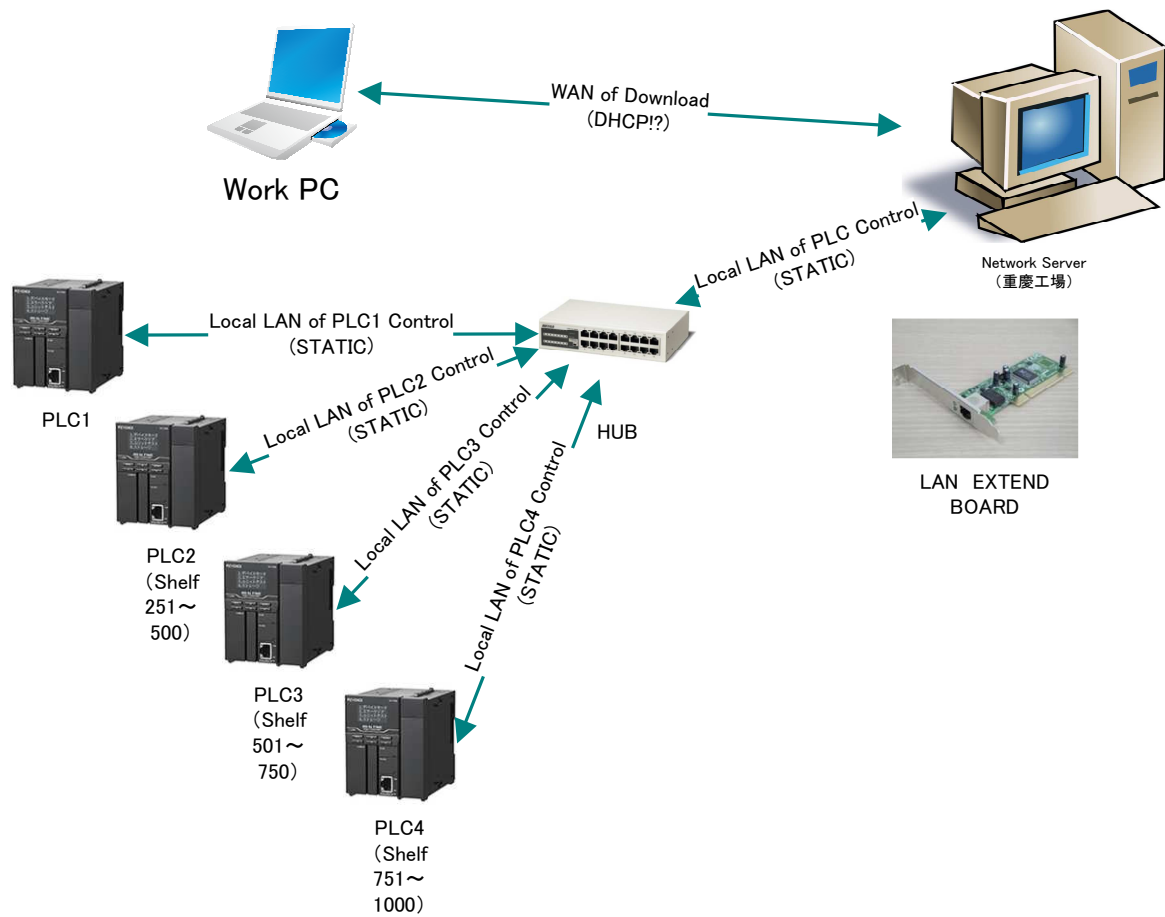 WAN of Download
(DHCP!?)
Work PC
Local LAN of PLC Control
(STATIC)
Network Server
（重慶工場）
Local LAN of PLC1 Control
(STATIC)
PLC1
Local LAN of PLC2 Control
(STATIC)
HUB
LAN EXTEND
BOARD
Local LAN of PLC3 Control
(STATIC)
Local LAN of PLC4 Control
(STATIC)
PLC2
（Shelf
251～
500）
PLC3
（Shelf
501～
750）
PLC4
（Shelf
751～
1000）